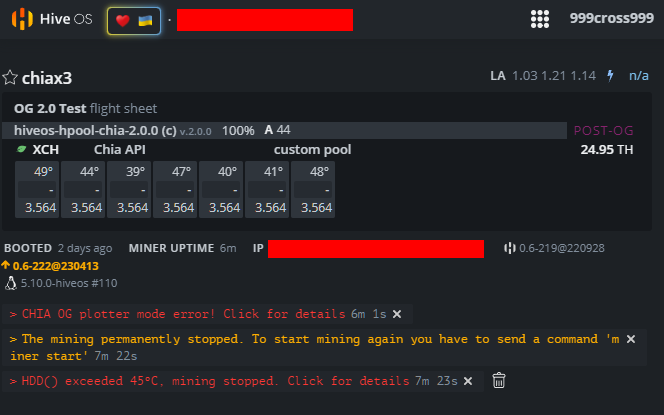 Hive OS
999cross999
chiax3
LA 1.03 1.21 1.14 n/a
OG 2.0 Test flight sheet
hiveos-hpool-chia-2.0.0 (c) v.2.0.0 100% A 44 POST-OG
XCH Chia API custom pool 24.95 TH
49° 44° 39° 47° 40° 41° 48°
- - - - - - -
3.564 3.564 3.564 3.564 3.564 3.564 3.564
BOOTED 2 days ago MINER UPTIME 6m IP 0.6-219@220928
0.6-222@230413
5.10.0-hiveos #110
> CHIA OG plotter mode error! Click for details 6m 1s ×
> The mining permanently stopped. To start mining again you have to send a command 'm ×
iner start' 7m 22s
> HDD() exceeded 45°C, mining stopped. Click for details 7m 23s ×